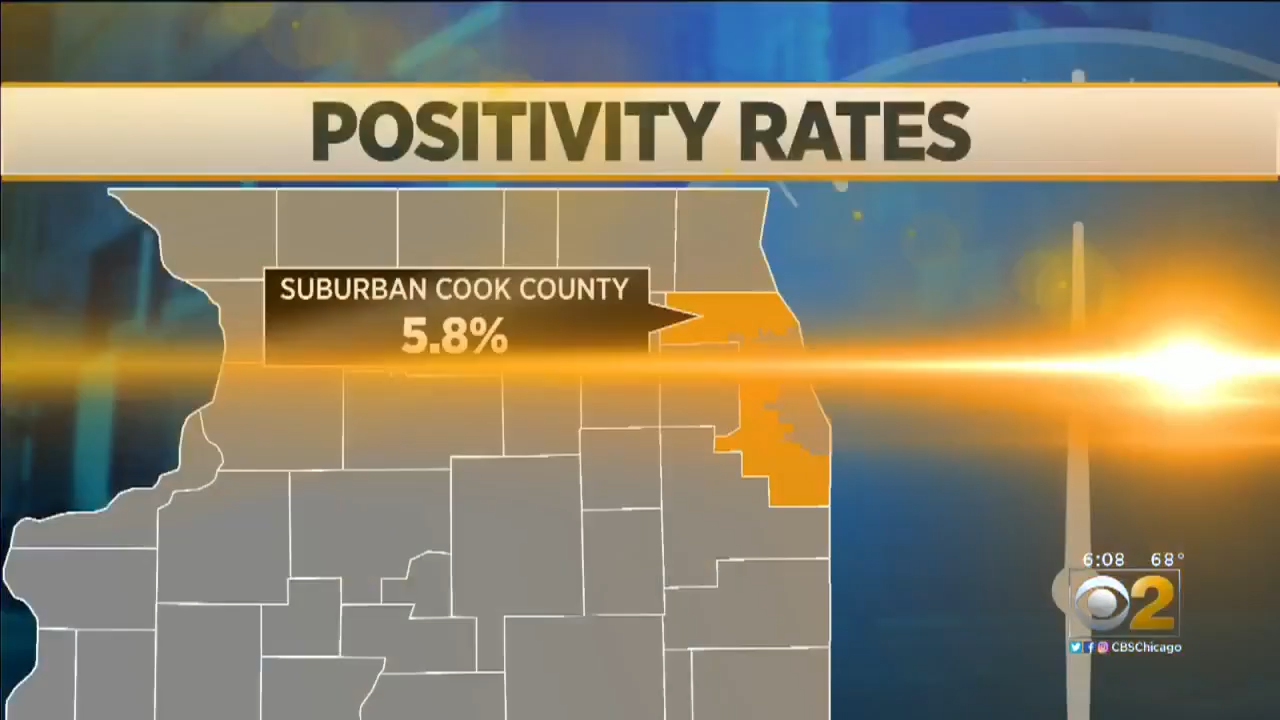 POSITIVITY RATES
SUBURBAN COOK COUNTY
5.8%
6:08 68°
2
CBSChicago